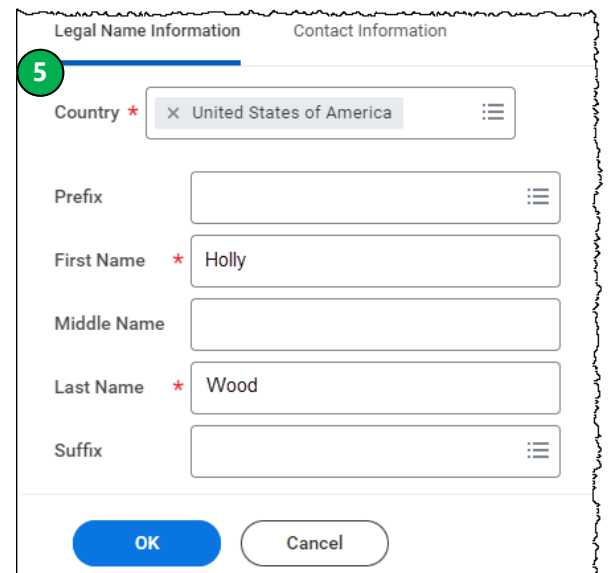 Legal Name Information Contact Information
5
Country * × United States of America
Prefix
First Name * Holly
Middle Name
Last Name * Wood
Suffix
OK Cancel